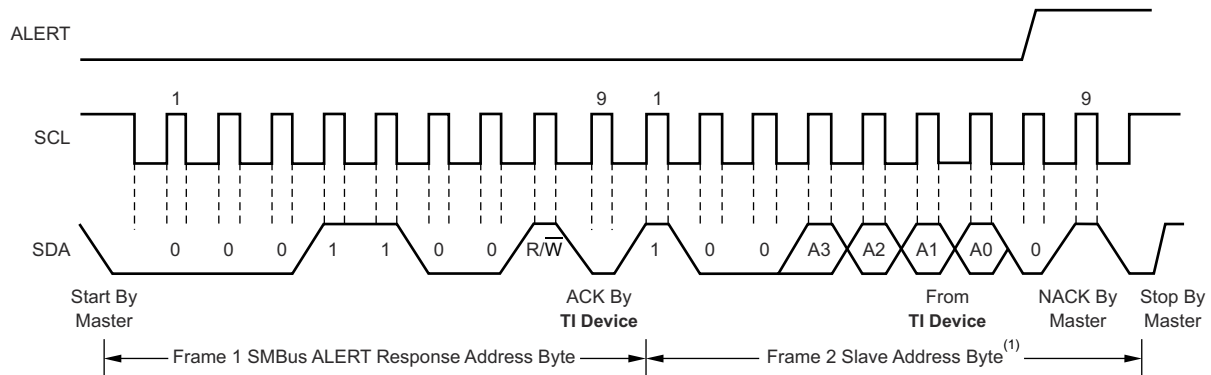 ALERT
1 9 1 9
SCL
SDA
0 0 0 1 1 0 0 R/W̅ 1 0 0 A3 A2 A1 A0 0
Start By
Master
ACK By
TI Device
From
TI Device
NACK By
Master
Stop By
Master
Frame 1 SMBus ALERT Response Address Byte
Frame 2 Slave Address Byte(1)